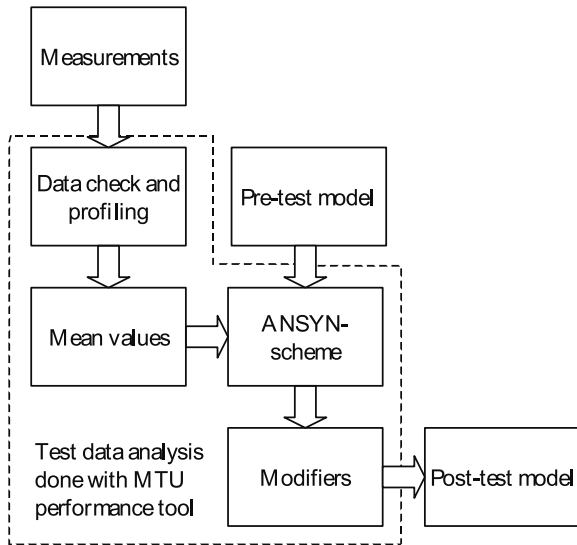 Measurements
Data check and
profiling
Pre-test model
Mean values
ANSYN-
scheme
Test data analysis
done with MTU
performance tool
Modifiers
Post-test model